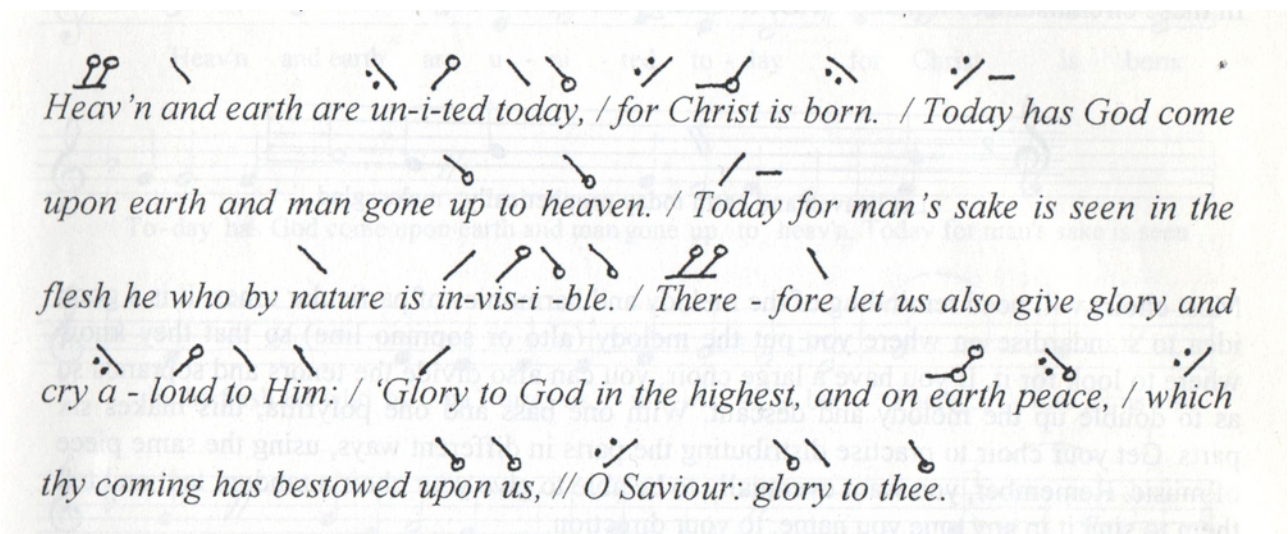 Heav'n and earth are un-i-ted today, / for Christ is born. / Today has God come
upon earth and man gone up to heaven. / Today for man's sake is seen in the
flesh he who by nature is in-vis-i -ble. / There - fore let us also give glory and
cry a - loud to Him. / 'Glory to God in the highest, and on earth peace, / which
thy coming has bestowed upon us, // O Saviour: glory to thee.'